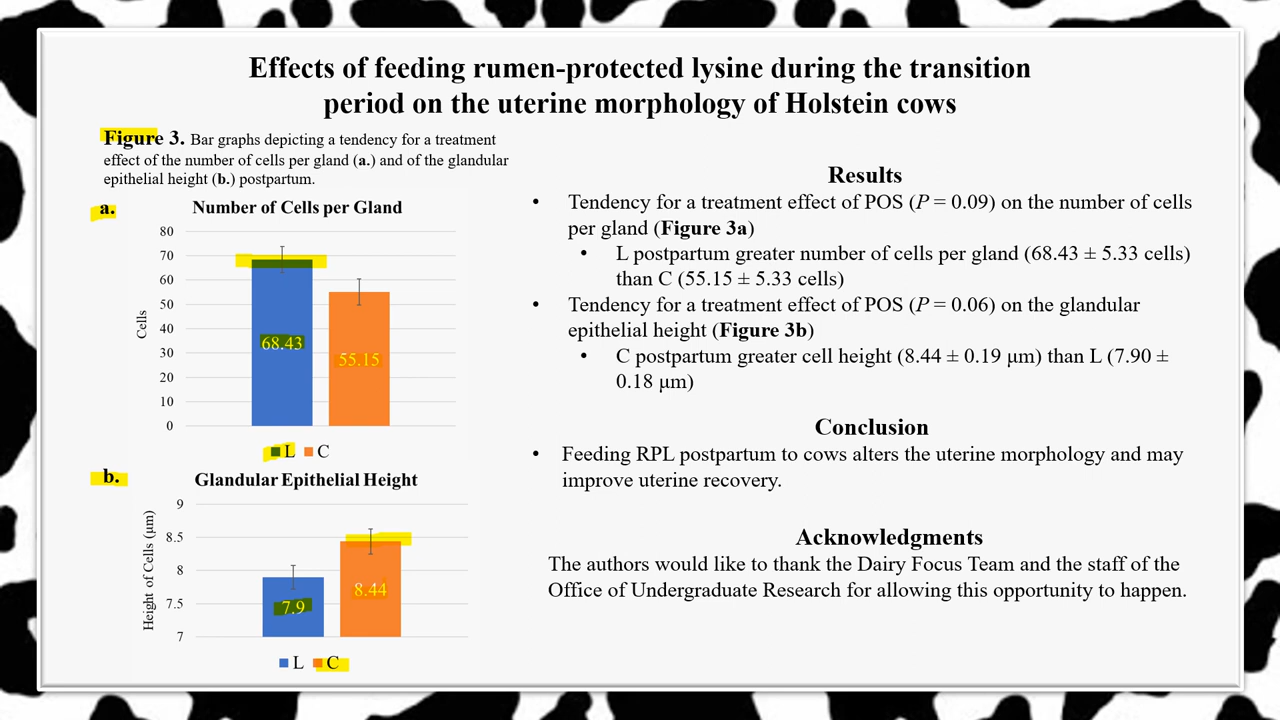 Effects of feeding rumen-protected lysine during the transition
period on the uterine morphology of Holstein cows
Figure 3. Bar graphs depicting a tendency for a treatment
effect of the number of cells per gland (a.) and of the glandular
epithelial height (b.) postpartum.
a.
Number of Cells per Gland
80
70
60
50
40
30
20
10
0
Cells
68.43
55.15
L C
b.
Glandular Epithelial Height
9
8.5
8
7.5
7
Height of Cells (μm)
7.9
8.44
L C
Results
• Tendency for a treatment effect of POS (P = 0.09) on the number of cells
per gland (Figure 3a)
• L postpartum greater number of cells per gland (68.43 ± 5.33 cells)
than C (55.15 ± 5.33 cells)
• Tendency for a treatment effect of POS (P = 0.06) on the glandular
epithelial height (Figure 3b)
• C postpartum greater cell height (8.44 ± 0.19 μm) than L (7.90 ±
0.18 μm)
Conclusion
• Feeding RPL postpartum to cows alters the uterine morphology and may
improve uterine recovery.
Acknowledgments
The authors would like to thank the Dairy Focus Team and the staff of the
Office of Undergraduate Research for allowing this opportunity to happen.